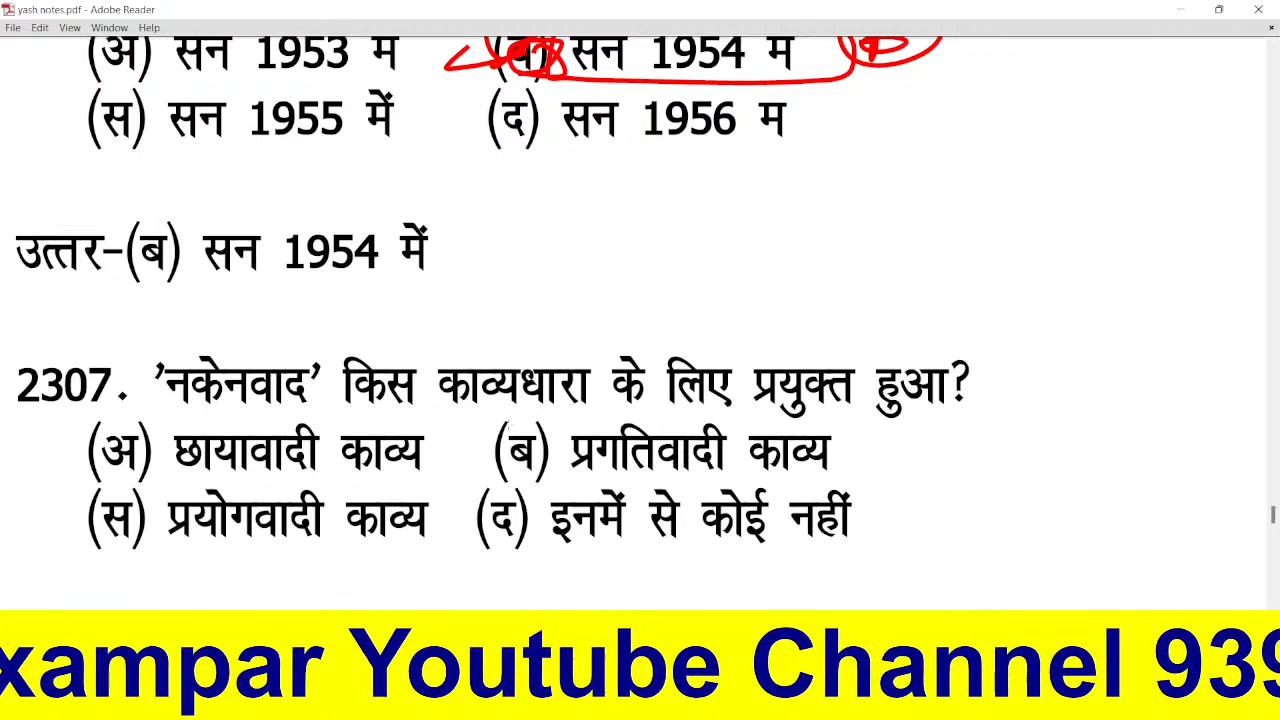 yash notes.pdf - Adobe Reader
File Edit View Window Help
(अ) सन 1953 म (ब) सन 1954 म
(स) सन 1955 में (द) सन 1956 म
उत्तर-(ब) सन 1954 में
2307. ’नकेनवाद’ किस काव्यधारा के लिए प्रयुक्त हुआ?
(अ) छायावादी काव्य (ब) प्रगतिवादी काव्य
(स) प्रयोगवादी काव्य (द) इनमें से कोई नहीं
xampar Youtube Channel 939